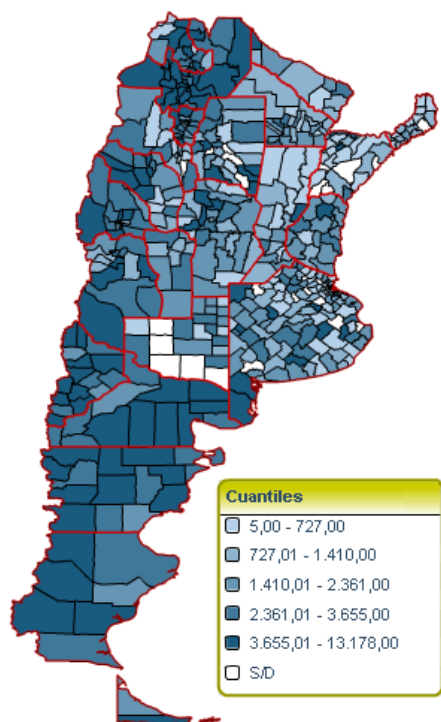 Cuantiles
5,00 - 727,00
727,01 - 1.410,00
1.410,01 - 2.361,00
2.361,01 - 3.655,00
3.655,01 - 13.178,00
S/D